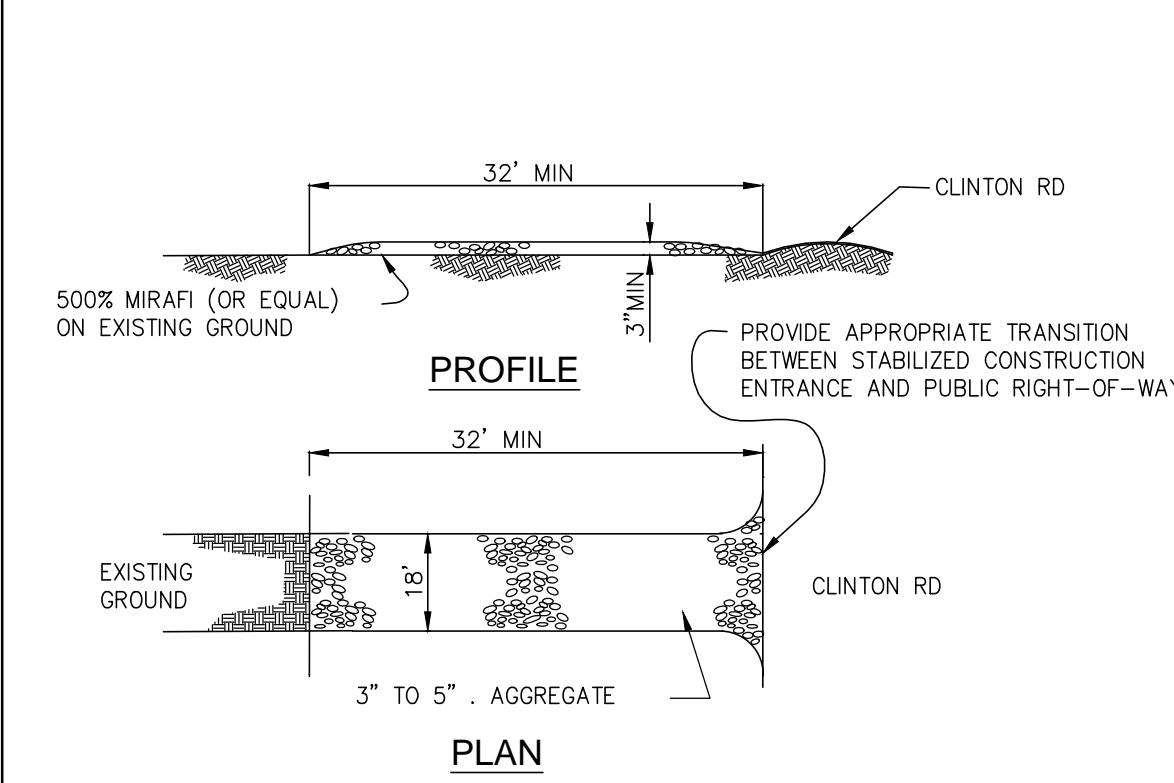 32' MIN
CLINTON RD
500% MIRAFI (OR EQUAL)
ON EXISTING GROUND
3"MIN
PROFILE
PROVIDE APPROPRIATE TRANSITION
BETWEEN STABILIZED CONSTRUCTION
ENTRANCE AND PUBLIC RIGHT-OF-WAY
32' MIN
EXISTING
GROUND
18'
CLINTON RD
3" TO 5" . AGGREGATE
PLAN